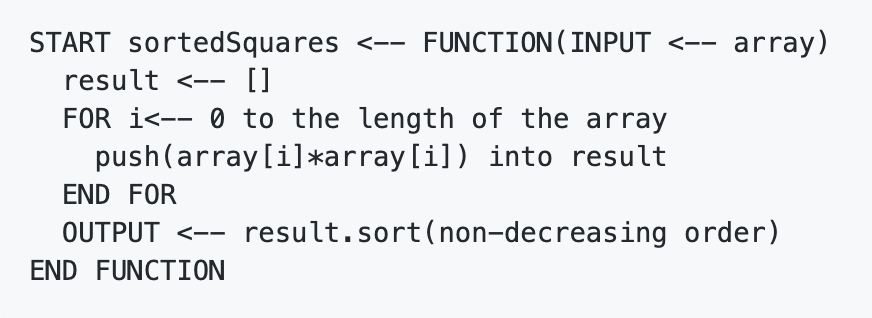 START sortedSquares <-- FUNCTION(INPUT <-- array)
  result <-- []
  FOR i<-- 0 to the length of the array
    push(array[i]*array[i]) into result
  END FOR
  OUTPUT <-- result.sort(non-decreasing order)
END FUNCTION